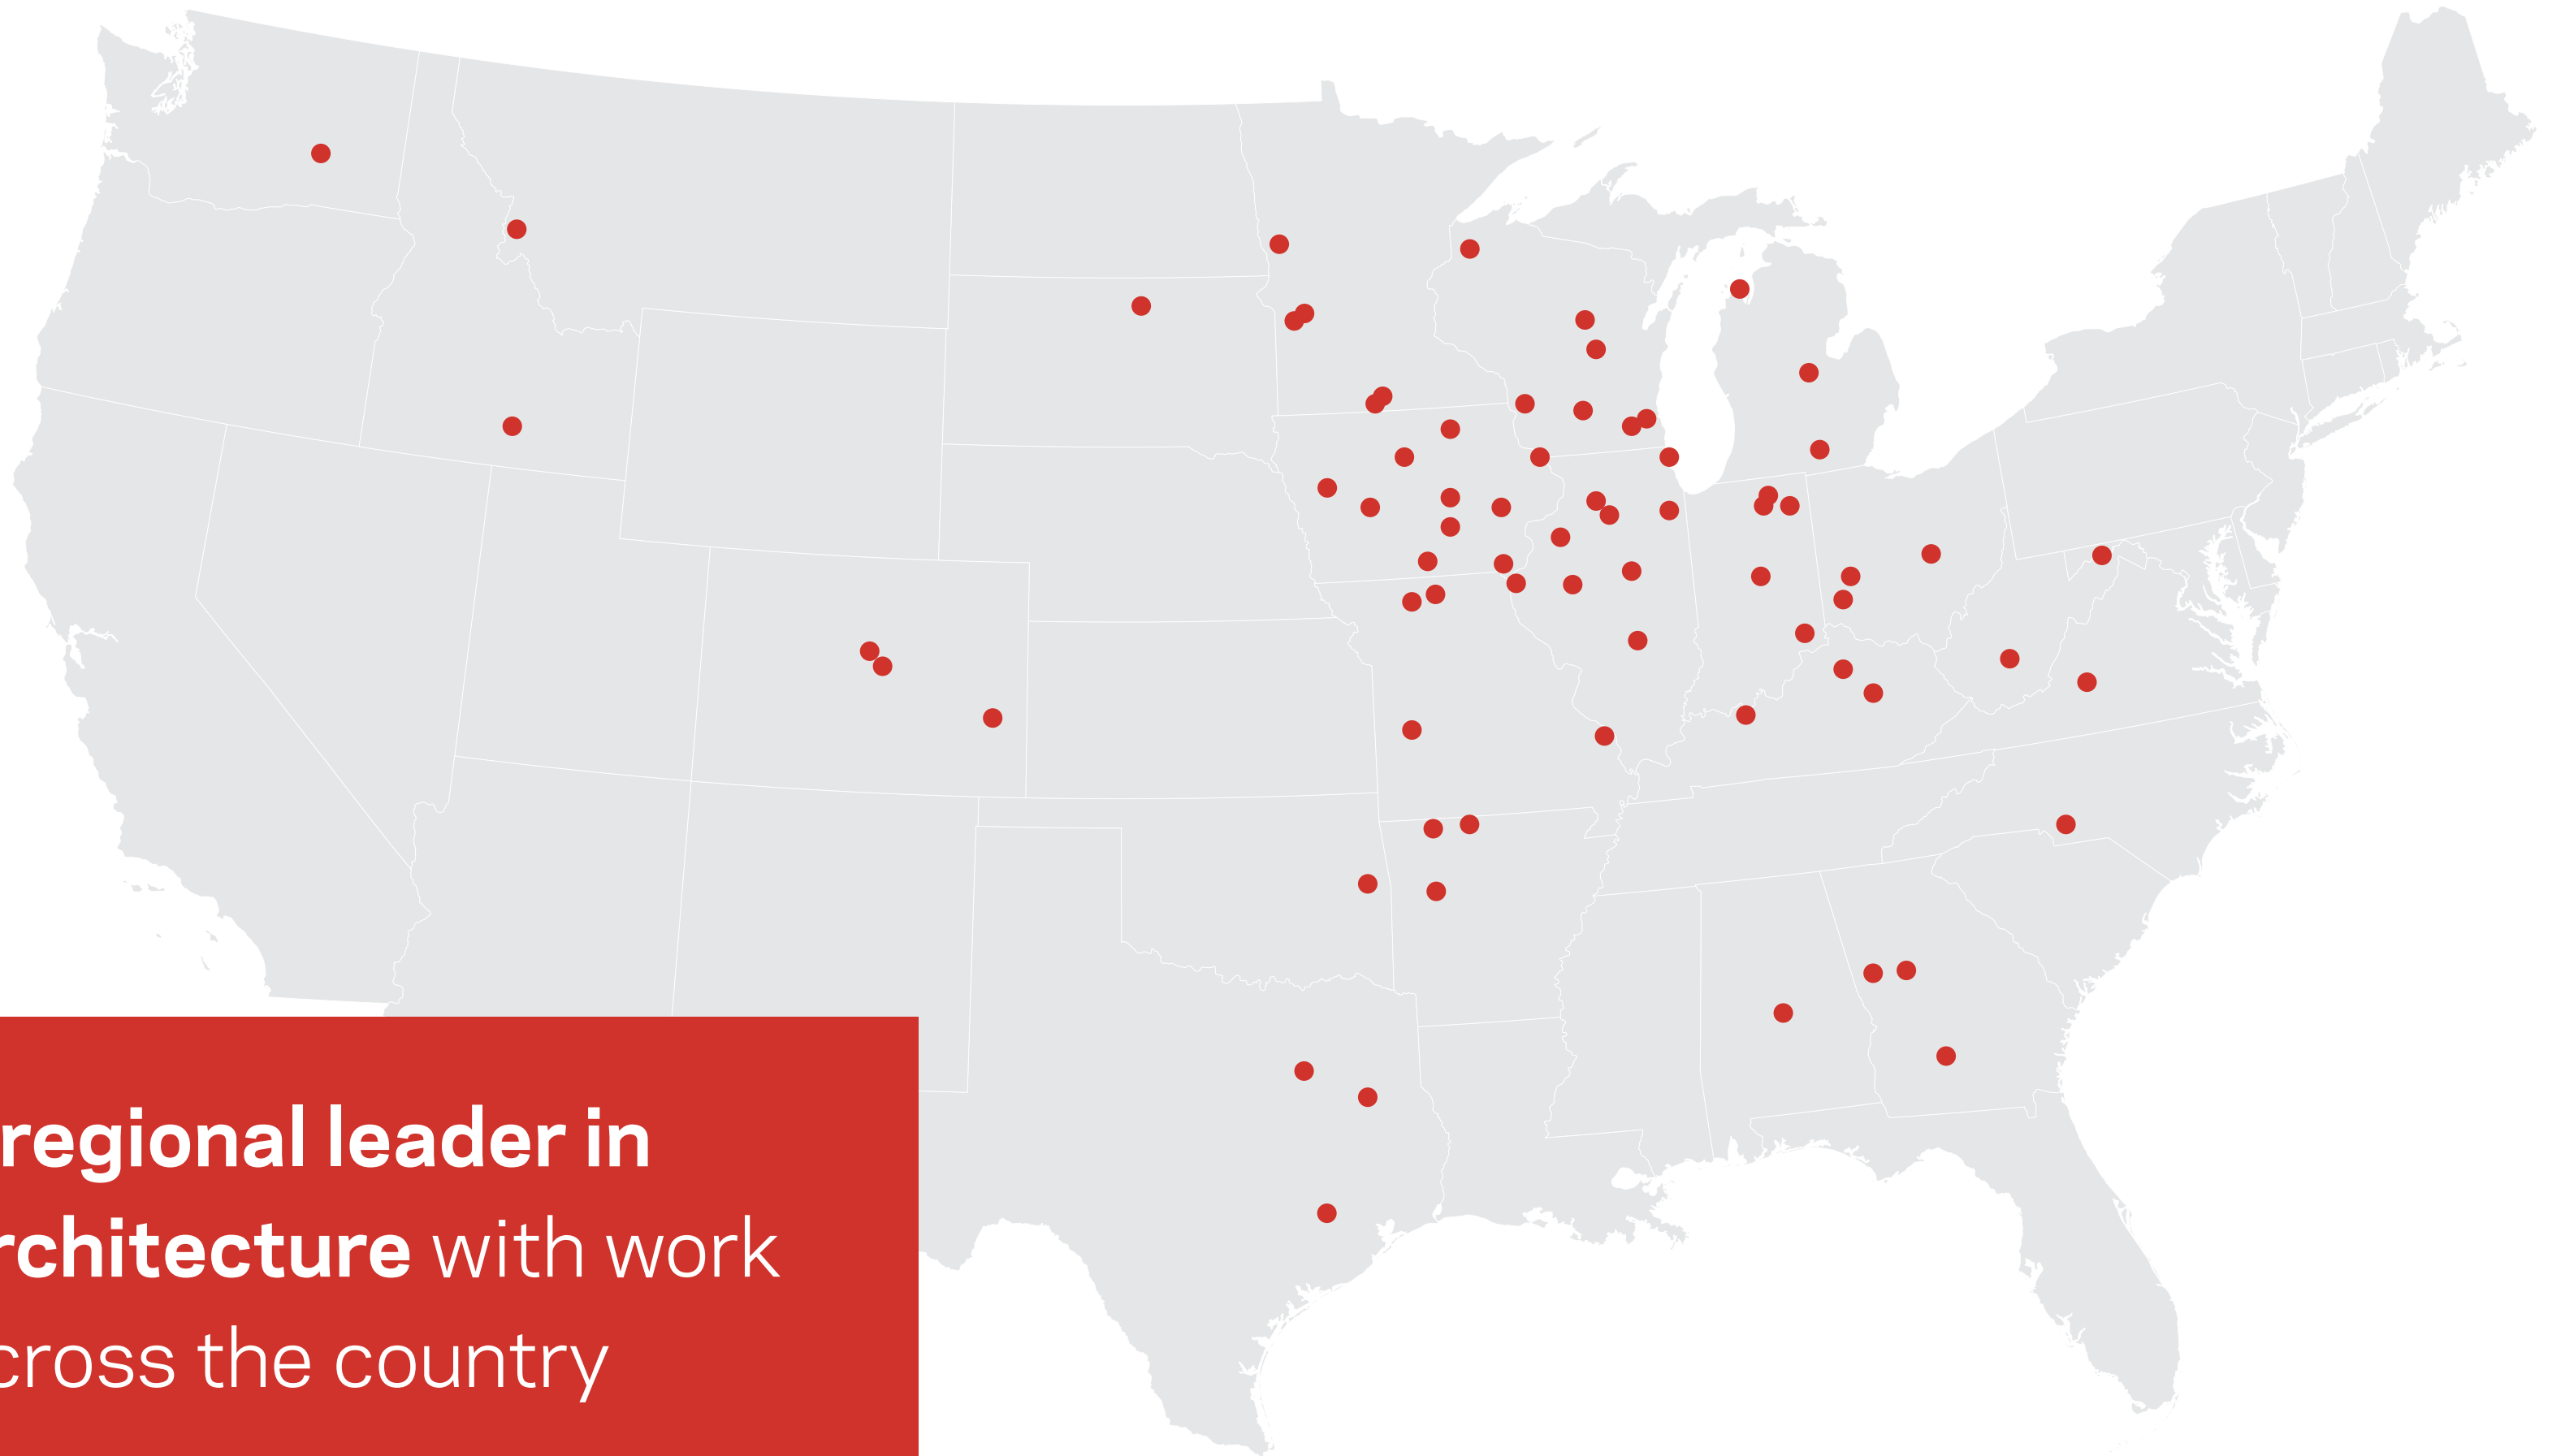 regional leader in
rchitecture with work
cross the country